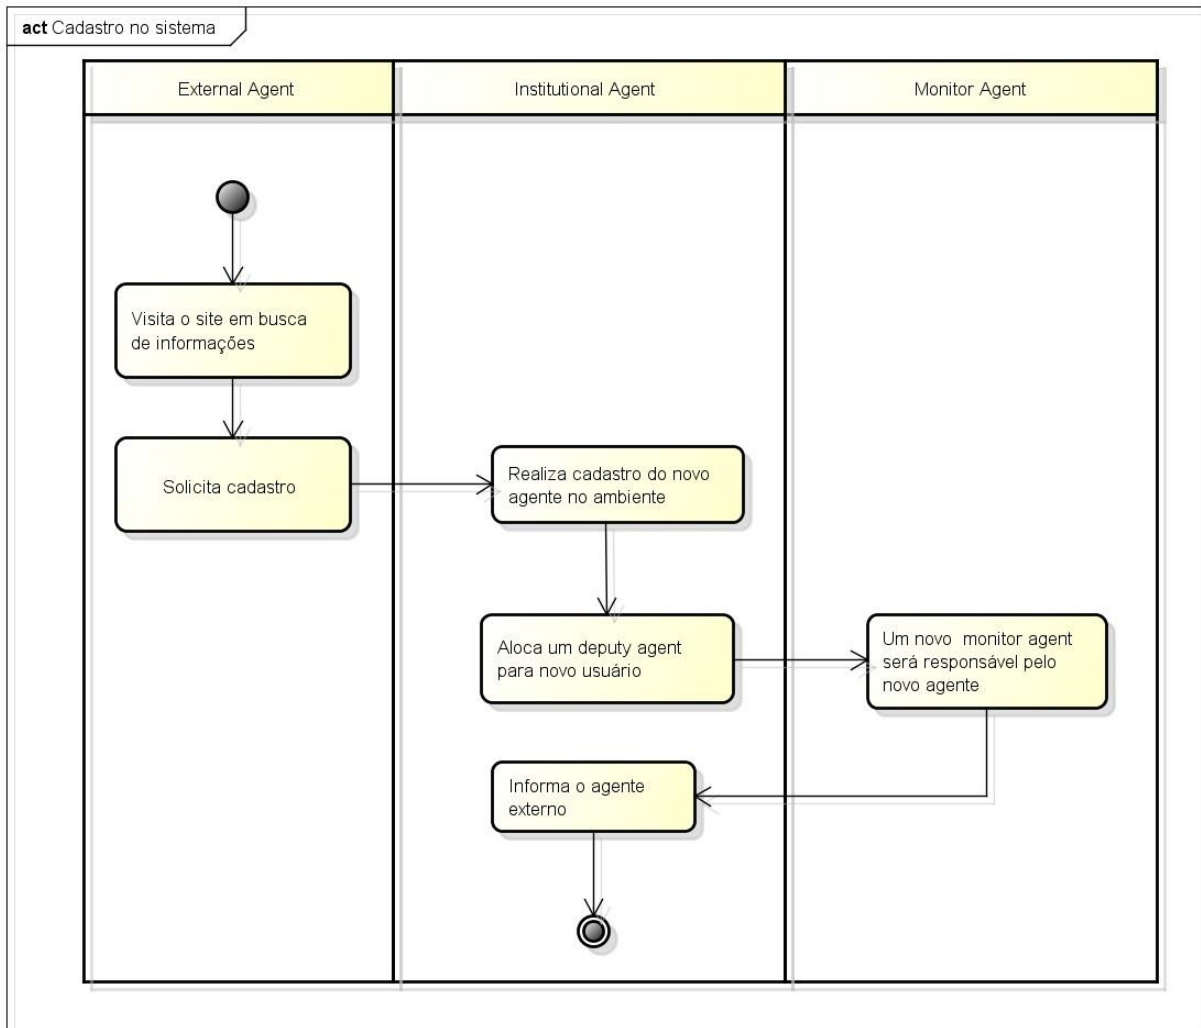 act Cadastro no sistema
External Agent
Institutional Agent
Monitor Agent
Visita o site em busca
de informações
Solicita cadastro
Realiza cadastro do novo
agente no ambiente
Aloca um deputy agent
para novo usuário
Um novo monitor agent
será responsável pelo
novo agente
Informa o agente
externo